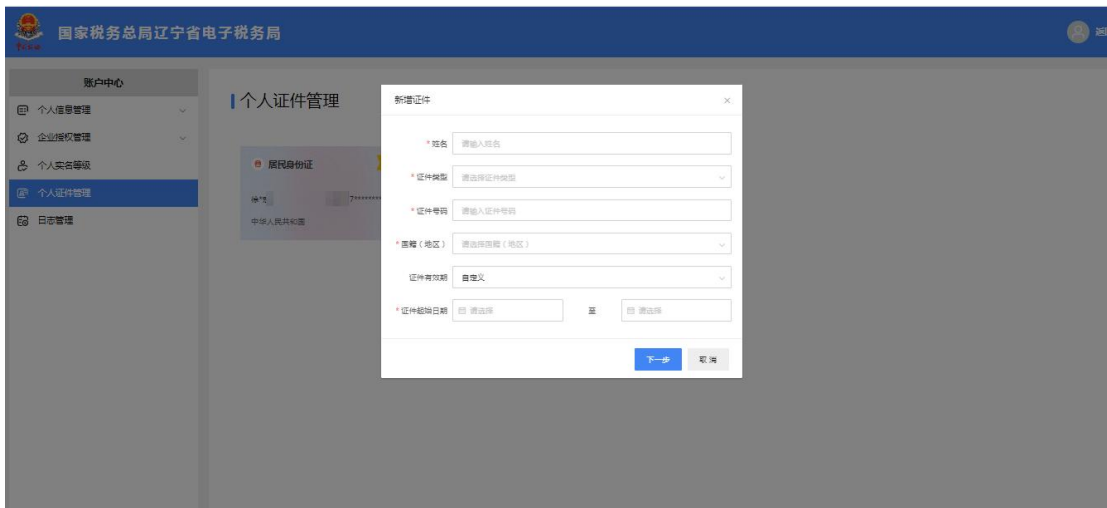 国家税务总局辽宁省电子税务局
账户中心
个人信息管理
企业授权管理
个人实名等级
个人证件管理
日志管理
个人证件管理
居民身份证
7*******
中华人民共和国
新增证件
*姓名 请输入姓名
*证件类型 请选择证件类型
*证件号码 请输入证件号码
*国籍（地区） 请选择国籍（地区）
证件有效期 自定义
*证件起始日期 请选择 至 请选择
下一步 取消